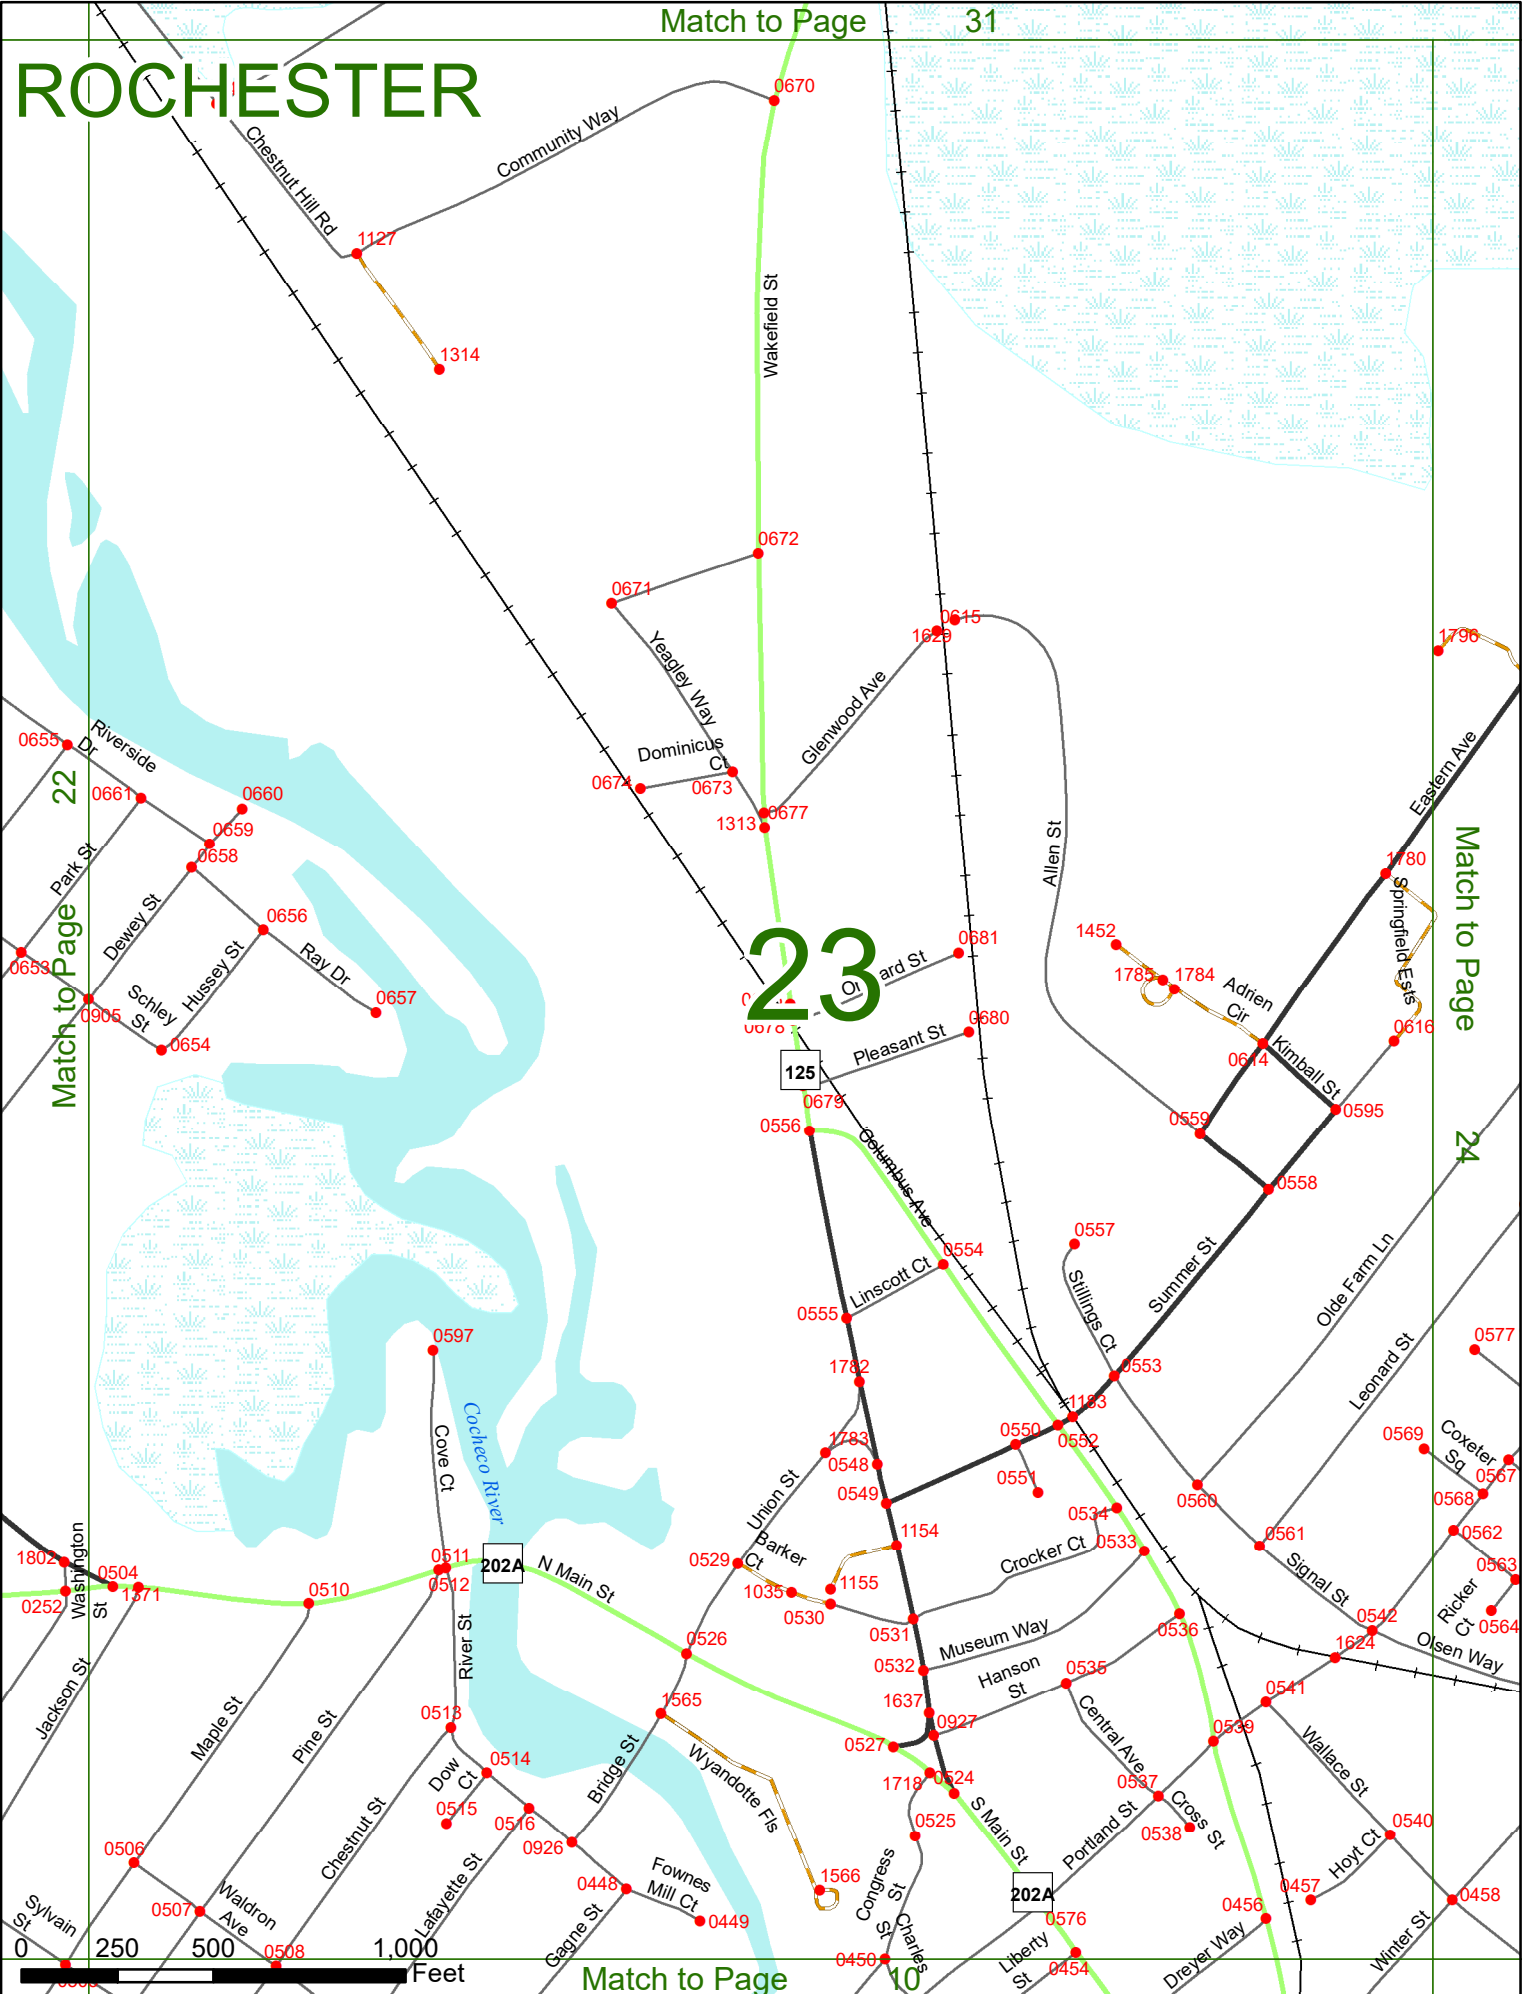 Match to Page 31
ROCHESTER
0670
Community Way
Chestnut Hill Rd
1127
Wakefield St
1314
0672
0671
0615
1629
1796
Yeagley Way
Glenwood Ave
Riverside
Dr
0655
Dominicus
Ct
0674
0673
Eastern Ave
22
0661
0660
0677
1313
0659
0658
Park St
Allen St
Match to Page
1780
Springfield Ests
Dewey St
0656
Hussey St
Ray Dr
0653
1452
0681
23
ard St
1785
1784
Adrien
Cir
0905
Schley
St
0657
0678
0680
Pleasant St
0616
0654
Match to Page
125
0614
Kimball St
0679
0595
0556
Columbus Ave
0559
24
0558
0557
0554
Linscott Ct
Stillings Ct
Summer St
Olde Farm Ln
0555
0597
0577
1782
0553
Leonard St
Cocheco River
Cove Ct
1183
0550
0552
1783
0548
0569
Coxeter
Sq
0567
0551
0549
0560
0568
Union St
0534
1154
Crocker Ct
0533
0561
0562
Washington
St
1802
0504
1371
0252
0511
0512
202A
N Main St
0529
Barker
Ct
1035
1155
0530
0563
Signal St
Ricker
Ct
0564
0510
0531
0542
1624
Olsen Way
0526
0536
Museum Way
0532
Hanson
St
0535
River St
Jackson St
Maple St
Pine St
1565
1637
0927
0541
0513
0527
Central Ave
0539
Dow
Ct
0514
Bridge St
Wyandotte Fls
1718
0524
Wallace St
0537
0515
0516
Chestnut St
S Main St
Cross St
0525
0538
Portland St
0540
0926
Hoyt Ct
0506
0448
Fownes
Mill Ct
1566
Congress
St
202A
0457
0458
Sylvain
St
0507
Waldron
Ave
Lafayette St
0449
Gagne St
Charles
St
0576
0456
0508
0450
Liberty
St
0454
Dreyer Way
Winter St
0 250 500 1,000
Feet
Match to Page 10